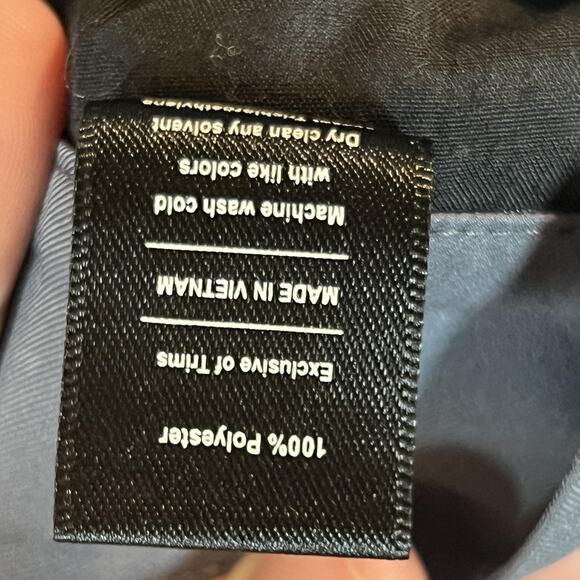 100% Polyester
Exclusive of Trims
MADE IN VIETNAM
Machine wash cold
with like colors
Dry clean any solvent